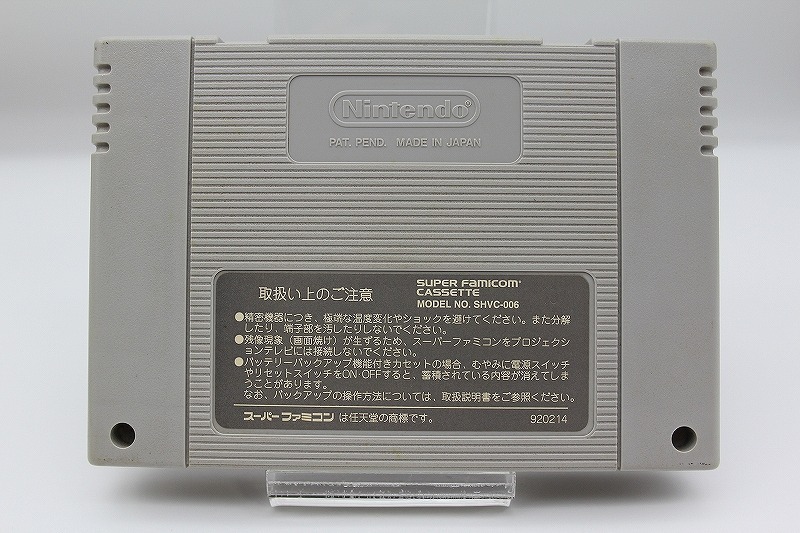 Nintendo®
PAT. PEND. MADE IN JAPAN
取扱い上のご注意
SUPER FAMICOM
CASSETTE
MODEL NO. SHVC-006
●精密機器につき、極端な温度変化やショックを避けてください。また分解
したり、端子部を汚したりしないでください。
●残像現象（画面焼け）が生ずるため、スーパーファミコンをプロジェクシ
ョンテレビには接続しないでください。
●バッテリーバックアップ機能付きカセットの場合、むやみに電源スイッチ
やリセットスイッチをON・OFFすると、蓄積されている内容が消えてしま
うことがあります。
なお、バックアップの操作方法については、取扱説明書をご参照ください。
スーパーファミコンは任天堂の商標です。
920214